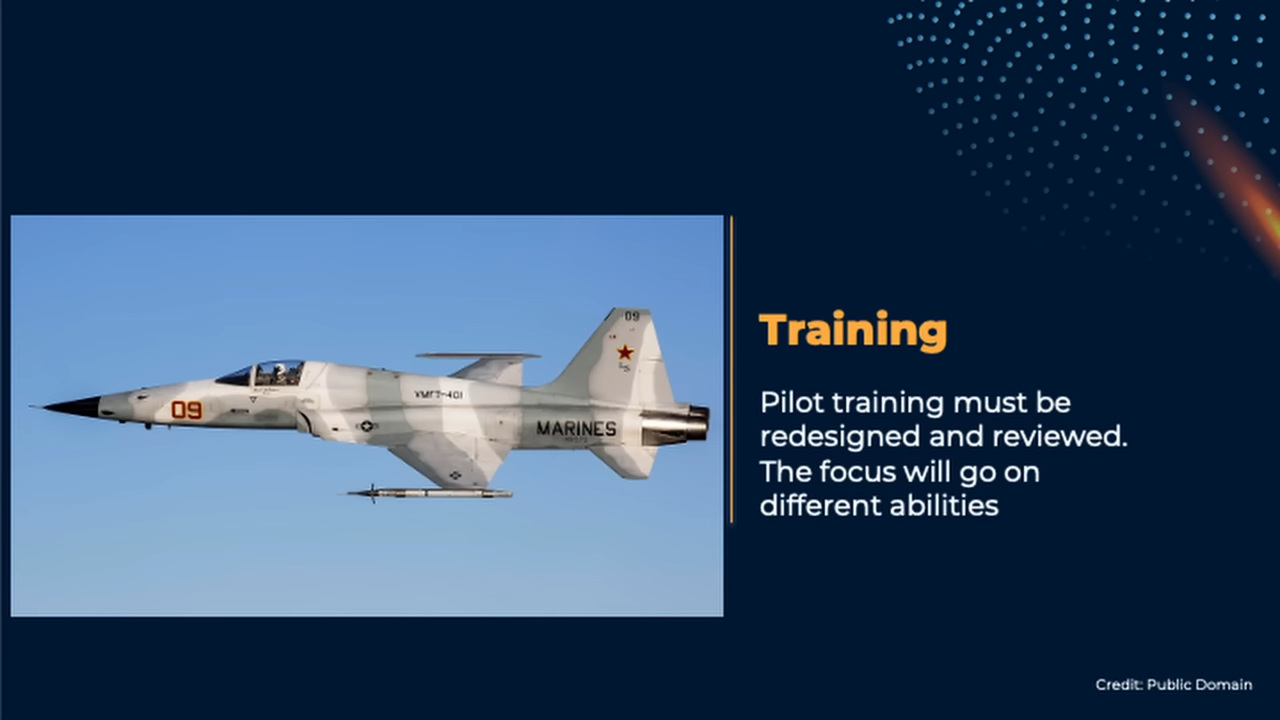 09
09
VMFT-401
MARINES
Training
Pilot training must be
redesigned and reviewed.
The focus will go on
different abilities
Credit: Public Domain